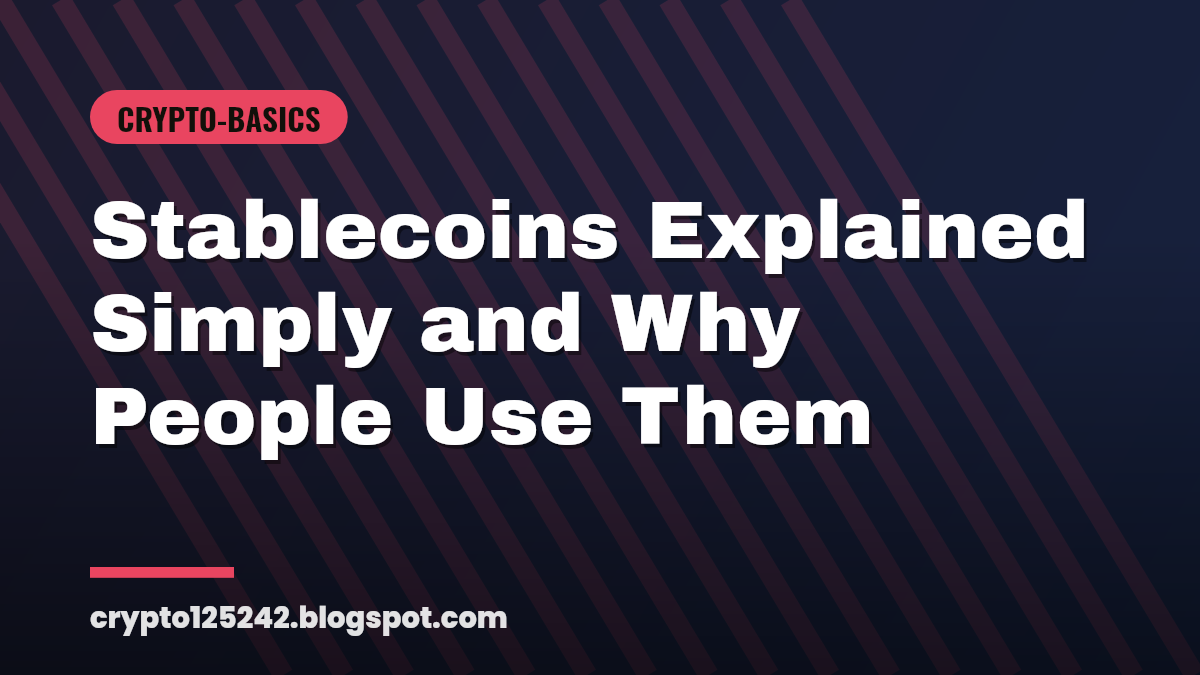 CRYPTO-BASICS
Stablecoins Explained
Simply and Why
People Use Them
crypto125242.blogspot.com